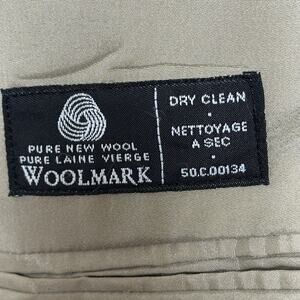 PURE NEW WOOL
PURE LAINE VIERGE
WOOLMARK
DRY CLEAN
•
NETTOYAGE
A SEC
•
50.C.00134